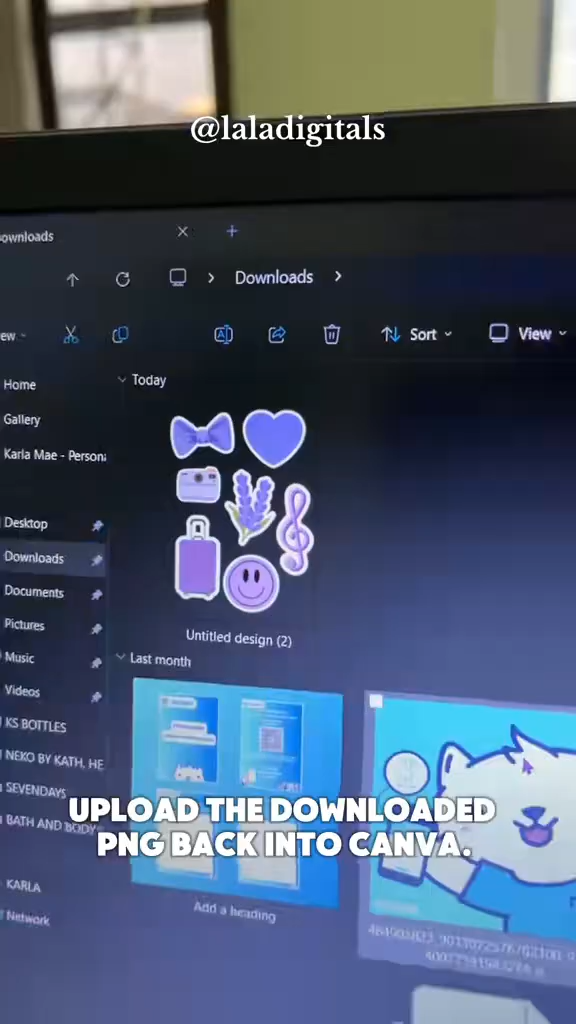 @laladigitals
ownloads
Downloads
ew
Sort
View
Home
Today
Gallery
Karla Mae - Persona
Desktop
Downloads
Documents
Pictures
Music
Videos
KS BOTTLES
NEKO BY KATH, HE
SEVENDAYS
BATH AND BODY
KARLA
Network
Untitled design (2)
Last month
Add a heading
UPLOAD THE DOWNLOADED
PNG BACK INTO CANVA.